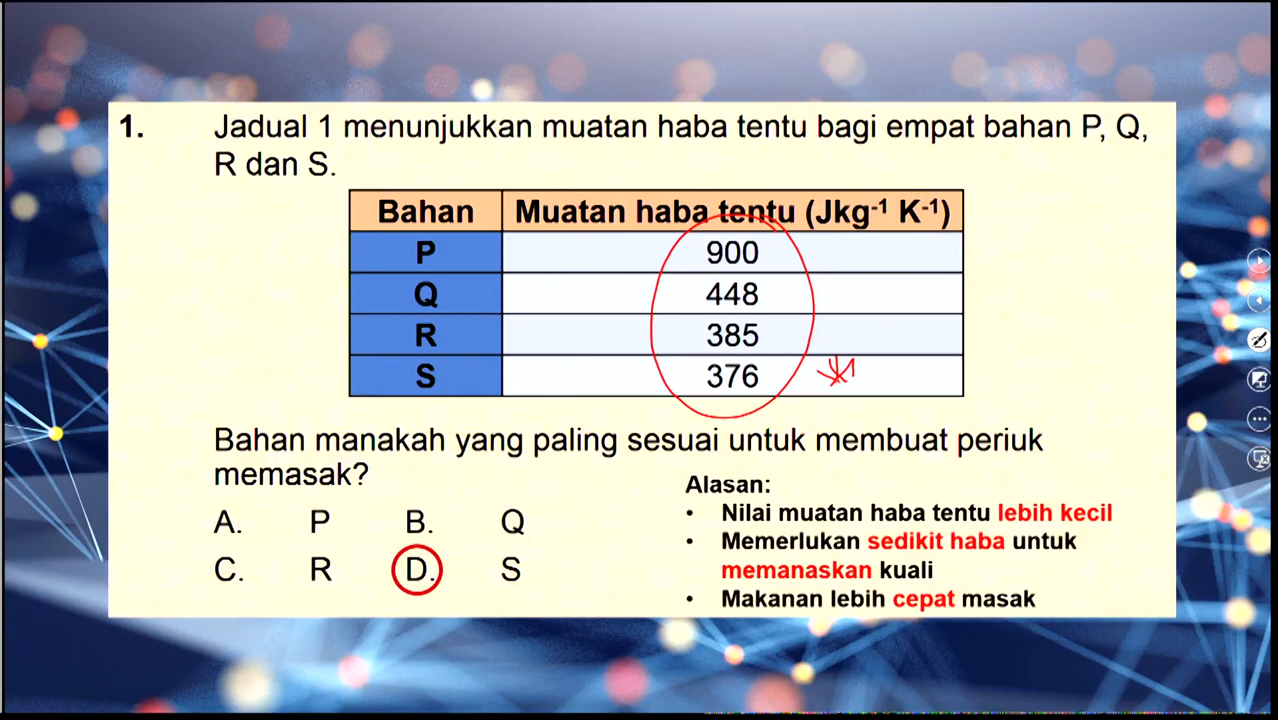 1. Jadual 1 menunjukkan muatan haba tentu bagi empat bahan P, Q,
R dan S.
Bahan Muatan haba tentu (Jkg⁻¹ K⁻¹)
P 900
Q 448
R 385
S 376
Bahan manakah yang paling sesuai untuk membuat periuk
memasak?
A. P B. Q
C. R D. S
Alasan:
• Nilai muatan haba tentu lebih kecil
• Memerlukan sedikit haba untuk
memanaskan kuali
• Makanan lebih cepat masak